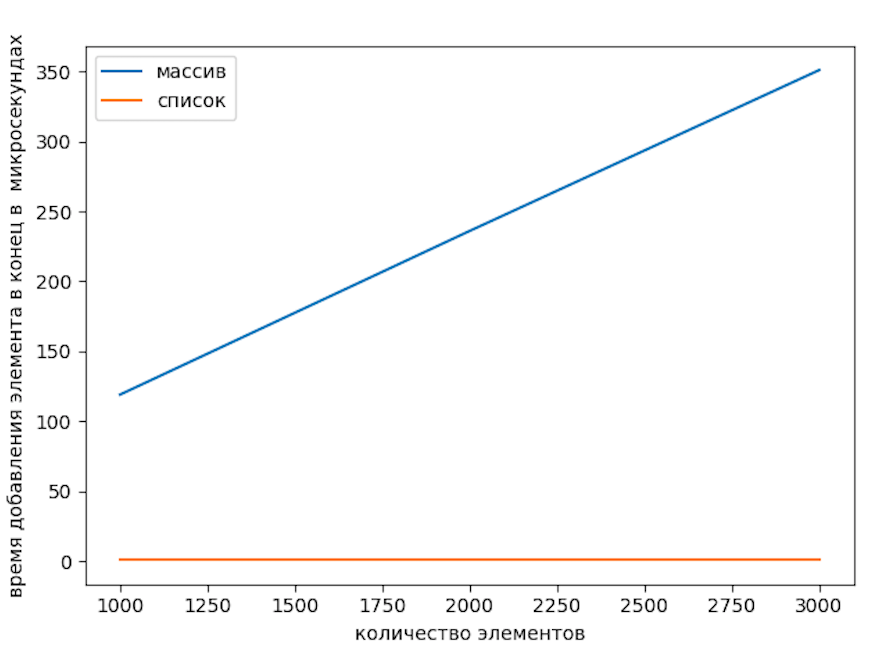 время добавления элемента в конец в  микросекундах
350
300
250
200
150
100
50
0
массив
список
1000 1250 1500 1750 2000 2250 2500 2750 3000
количество элементов